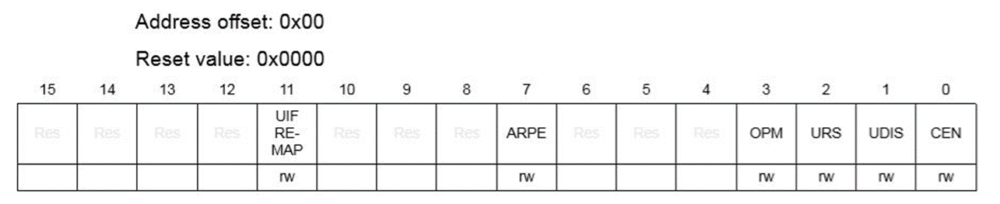 Address offset: 0x00
Reset value: 0x0000
15 14 13 12 11 10 9 8 7 6 5 4 3 2 1 0
Res Res Res Res UIF RE-MAP Res Res Res ARPE Res Res Res OPM URS UDIS CEN
rw rw rw rw rw rw